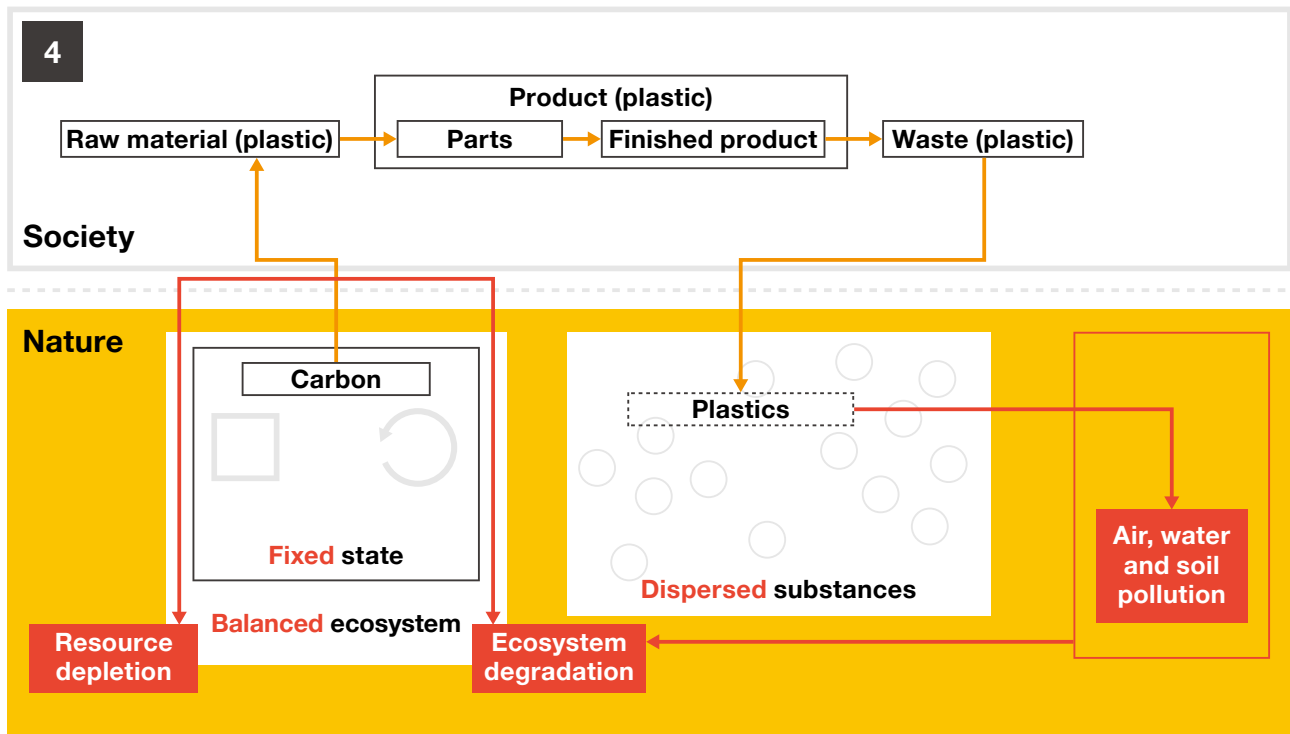 4
Product (plastic)
Raw material (plastic)
Parts
Finished product
Waste (plastic)
Society
Nature
Carbon
Plastics
Fixed state
Balanced ecosystem
Dispersed substances
Air, water
and soil
pollution
Resource
depletion
Ecosystem
degradation